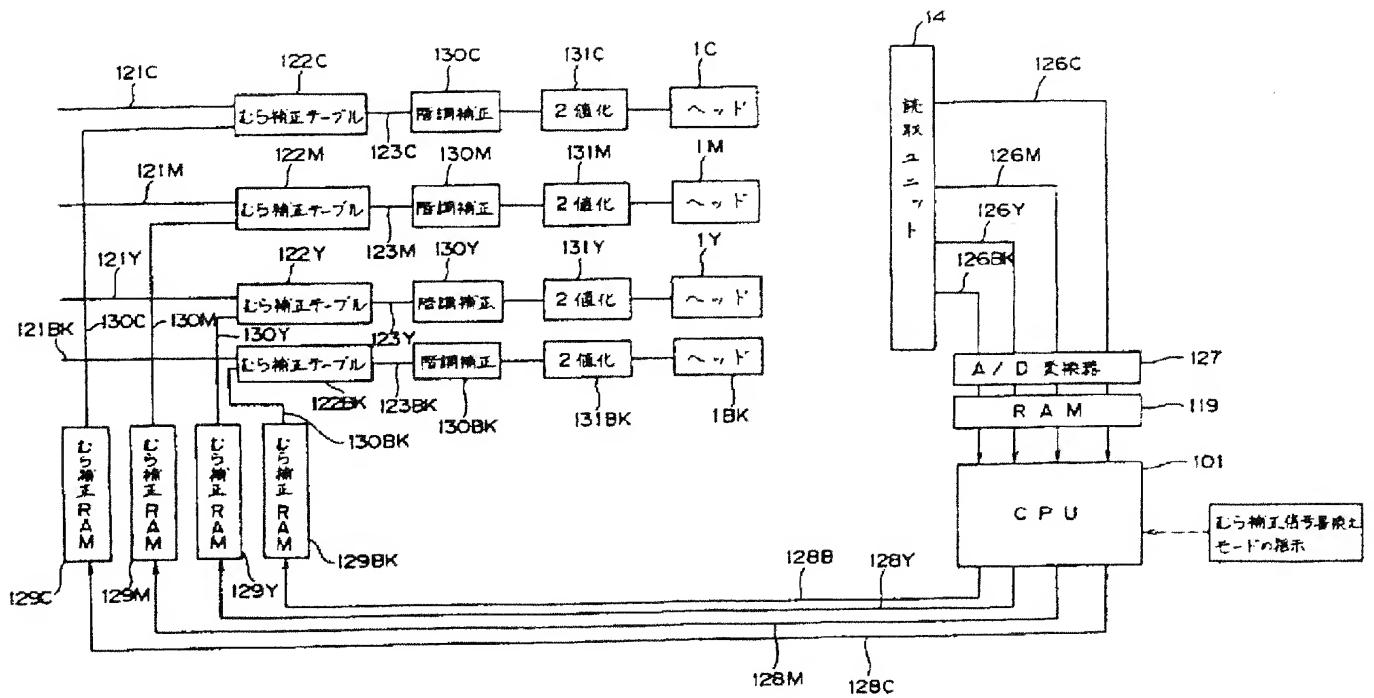 14
121C
122C
130C
131C
1C
126C
むら補正テーブル
階調補正
2値化
ヘッド
123C
121M
122M
130M
131M
1M
126M
むら補正テーブル
階調補正
2値化
ヘッド
123M
読取ユニット
121Y
122Y
130Y
131Y
1Y
126Y
126BK
むら補正テーブル
階調補正
2値化
ヘッド
123Y
121BK
130C
130M
130Y
むら補正テーブル
階調補正
2値化
ヘッド
122BK
123BK
130BK
130BK
131BK
1BK
A/D変換器
127
RAM
119
101
CPU
むら補正信号書換え
モードの指示
むら補正RAM
むら補正RAM
むら補正RAM
むら補正RAM
129C
129M
129Y
129BK
128B
128Y
128M
128C